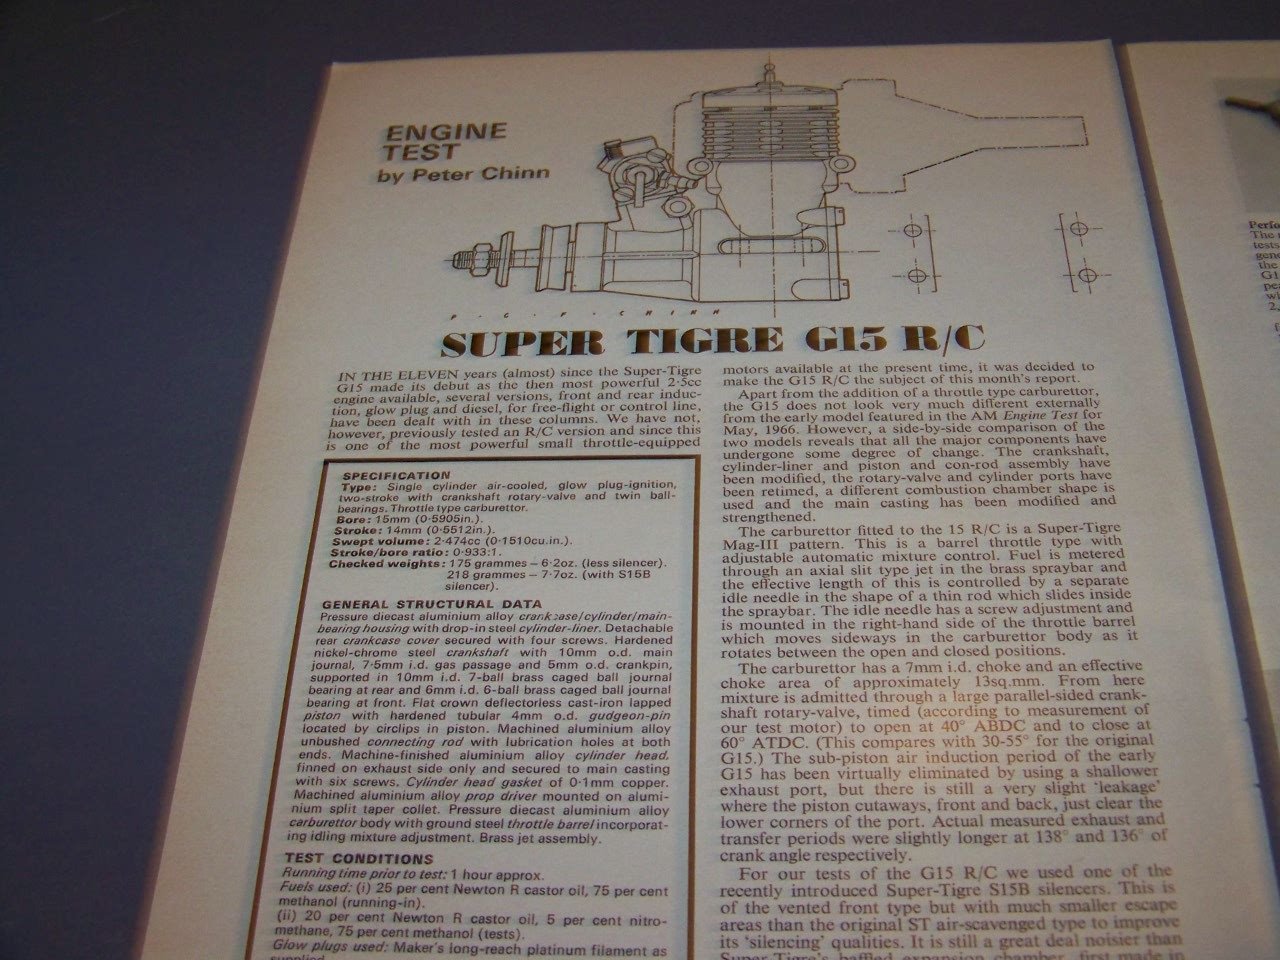 ENGINE
TEST
by Peter Chinn
P · G · F · CHINN
SUPER TIGRE G15 R/C
IN THE ELEVEN years (almost) since the Super-Tigre
G15 made its debut as the then most powerful 2·5cc
engine available, several versions, front and rear induc-
tion, glow plug and diesel, for free-flight or control line,
have been dealt with in these columns. We have not,
however, previously tested an R/C version and since this
is one of the most powerful small throttle-equipped
SPECIFICATION
Type: Single cylinder air-cooled, glow plug-ignition,
two-stroke with crankshaft rotary-valve and twin ball-
bearings. Throttle type carburettor.
Bore: 15mm (0·5905in.).
Stroke: 14mm (0·5512in.).
Swept volume: 2·474cc (0·1510cu.in.).
Stroke/bore ratio: 0·933:1.
Checked weights: 175 grammes – 6·2oz. (less silencer).
218 grammes – 7·7oz. (with S15B
silencer).
GENERAL STRUCTURAL DATA
Pressure diecast aluminium alloy crankcase/cylinder/main-
bearing housing with drop-in steel cylinder-liner. Detachable
rear crankcase cover secured with four screws. Hardened
nickel-chrome steel crankshaft with 10mm o.d. main
journal, 7·5mm i.d. gas passage and 5mm o.d. crankpin,
supported in 10mm i.d. 7-ball brass caged ball journal
bearing at rear and 6mm i.d. 6-ball brass caged ball journal
bearing at front. Flat crown deflectorless cast-iron lapped
piston with hardened tubular 4mm o.d. gudgeon-pin
located by circlips in piston. Machined aluminium alloy
unbushed connecting rod with lubrication holes at both
ends. Machine-finished aluminium alloy cylinder head,
finned on exhaust side only and secured to main casting
with six screws. Cylinder head gasket of 0·1mm copper.
Machined aluminium alloy prop driver mounted on alumi-
nium split taper collet. Pressure diecast aluminium alloy
carburettor body with ground steel throttle barrel incorporat-
ing idling mixture adjustment. Brass jet assembly.
TEST CONDITIONS
Running time prior to test: 1 hour approx.
Fuels used: (i) 25 per cent Newton R castor oil, 75 per cent
methanol (running-in).
(ii) 20 per cent Newton R castor oil, 5 per cent nitro-
methane, 75 per cent methanol (tests).
Glow plugs used: Maker's long-reach platinum filament as
supplied.
motors available at the present time, it was decided to
make the G15 R/C the subject of this month's report.
Apart from the addition of a throttle type carburettor,
the G15 does not look very much different externally
from the early model featured in the AM Engine Test for
May, 1966. However, a side-by-side comparison of the
two models reveals that all the major components have
undergone some degree of change. The crankshaft,
cylinder-liner and piston and con-rod assembly have
been modified, the rotary-valve and cylinder ports have
been retimed, a different combustion chamber shape is
used and the main casting has been modified and
strengthened.
The carburettor fitted to the 15 R/C is a Super-Tigre
Mag-III pattern. This is a barrel throttle type with
adjustable automatic mixture control. Fuel is metered
through an axial slit type jet in the brass spraybar and
the effective length of this is controlled by a separate
idle needle in the shape of a thin rod which slides inside
the spraybar. The idle needle has a screw adjustment and
is mounted in the right-hand side of the throttle barrel
which moves sideways in the carburettor body as it
rotates between the open and closed positions.
The carburettor has a 7mm i.d. choke and an effective
choke area of approximately 13sq.mm. From here
mixture is admitted through a large parallel-sided crank-
shaft rotary-valve, timed (according to measurement of
our test motor) to open at 40° ABDC and to close at
60° ATDC. (This compares with 30-55° for the original
G15.) The sub-piston air induction period of the early
G15 has been virtually eliminated by using a shallower
exhaust port, but there is still a very slight 'leakage'
where the piston cutaways, front and back, just clear the
lower corners of the port. Actual measured exhaust and
transfer periods were slightly longer at 138° and 136° of
crank angle respectively.
For our tests of the G15 R/C we used one of the
recently introduced Super-Tigre S15B silencers. This is
of the vented front type but with much smaller escape
areas than the original ST air-scavenged type to improve
its 'silencing' qualities. It is still a great deal noisier than
Super-Tigre's baffled expansion chamber, first made in
Perfo
The
tests
gene
the
G1
pea
wi
2,